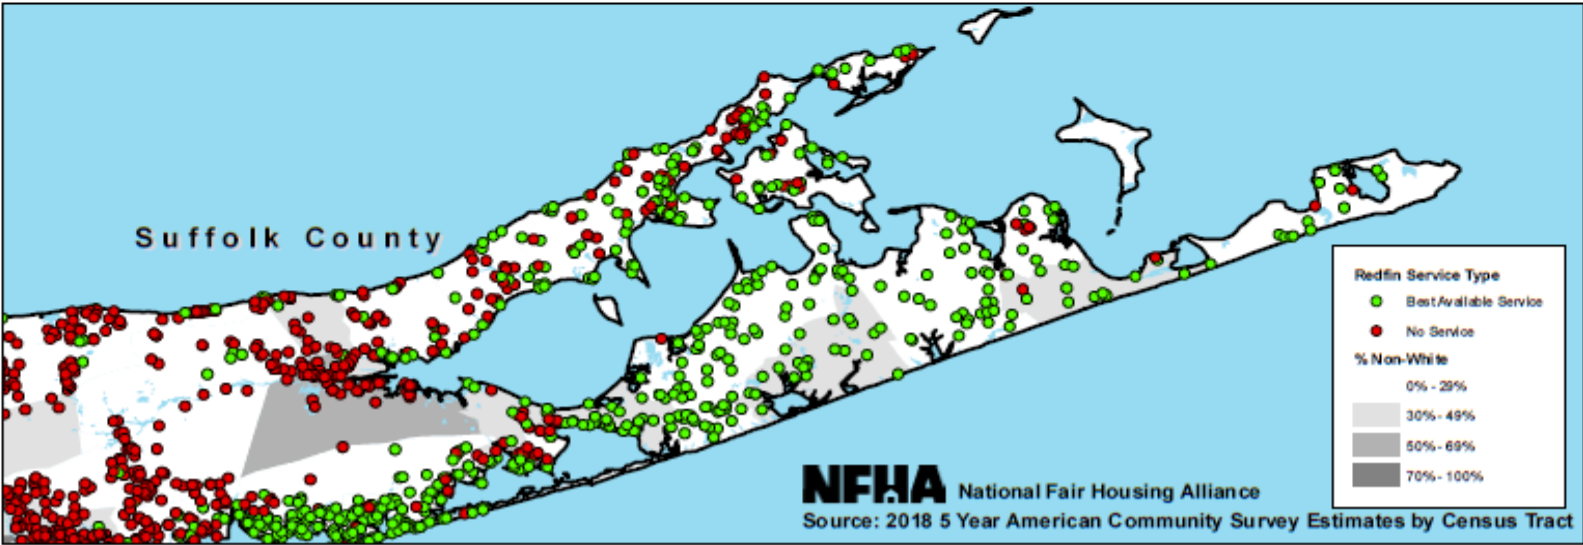 Suffolk County
Redfin Service Type
Best Available Service
No Service
% Non-White
0% - 29%
30% - 49%
50% - 69%
70% - 100%
NFHA National Fair Housing Alliance
Source: 2018 5 Year American Community Survey Estimates by Census Tract